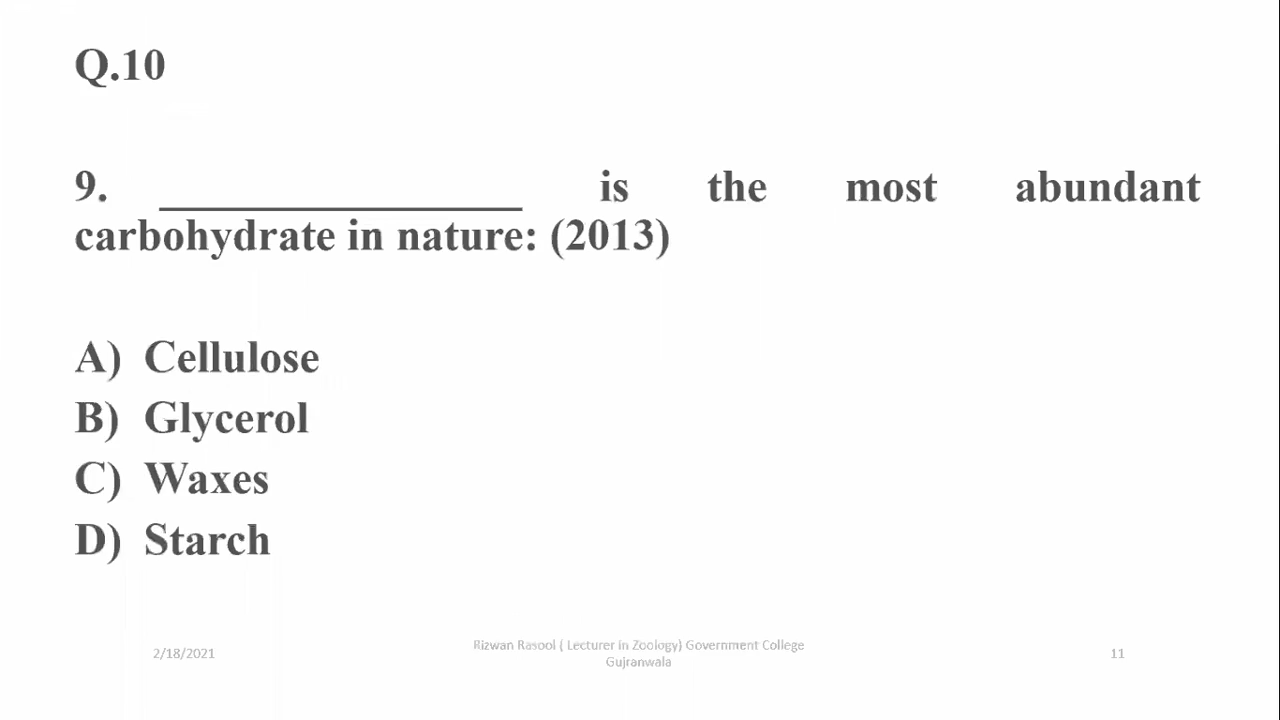 Q.10
9. ________________ is the most abundant
carbohydrate in nature: (2013)
A) Cellulose
B) Glycerol
C) Waxes
D) Starch
2/18/2021
Rizwan Rasool ( Lecturer in Zoology) Government College
Gujranwala
11